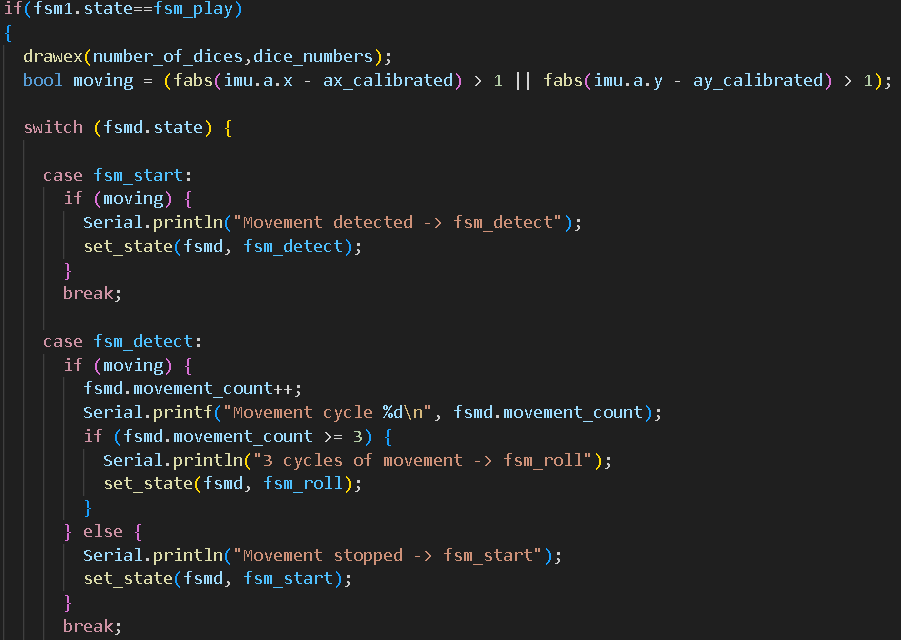 if(fsm1.state==fsm_play)
{
drawex(number_of_dices,dice_numbers);
bool moving = (fabs(imu.a.x - ax_calibrated) > 1 || fabs(imu.a.y - ay_calibrated) > 1);
switch (fsmd.state) {
case fsm_start:
if (moving) {
Serial.println("Movement detected -> fsm_detect");
set_state(fsmd, fsm_detect);
}
break;
case fsm_detect:
if (moving) {
fsmd.movement_count++;
Serial.printf("Movement cycle %d\n", fsmd.movement_count);
if (fsmd.movement_count >= 3) {
Serial.println("3 cycles of movement -> fsm_roll");
set_state(fsmd, fsm_roll);
}
} else {
Serial.println("Movement stopped -> fsm_start");
set_state(fsmd, fsm_start);
}
break;